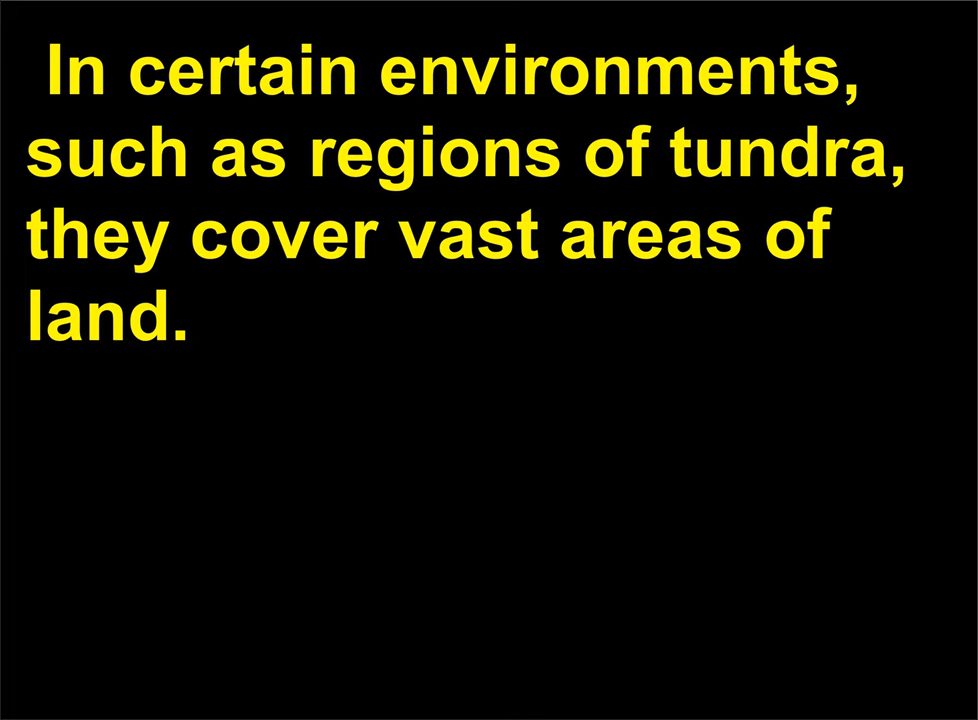 In certain environments,
such as regions of tundra,
they cover vast areas of
land.